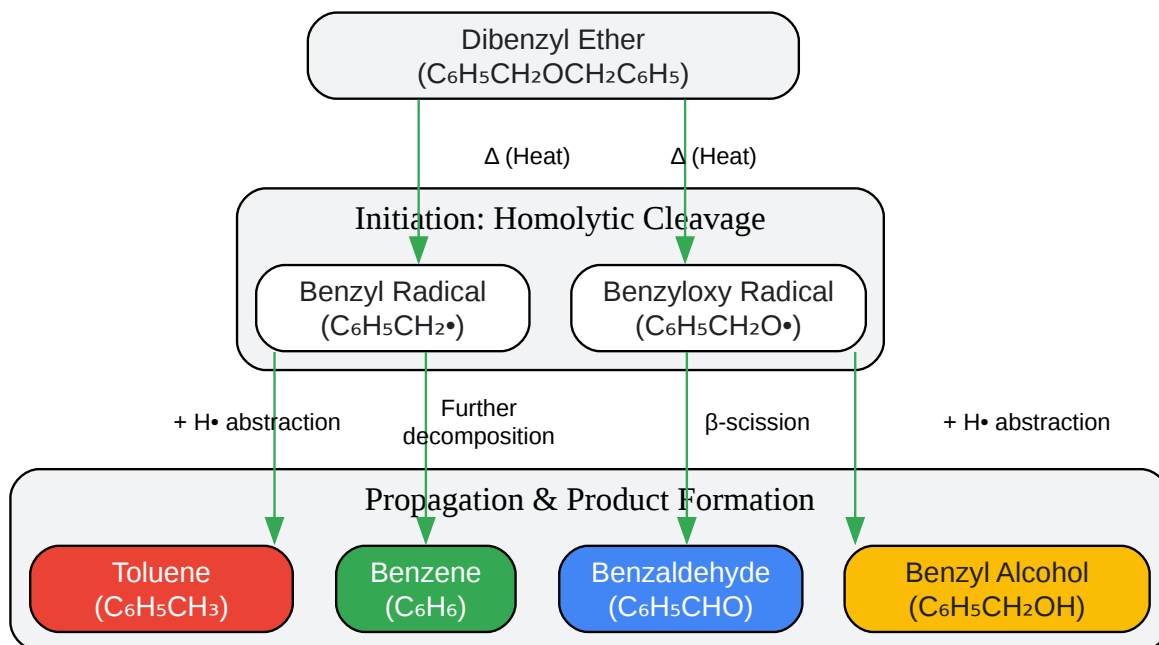 Dibenzyl Ether
(C₆H₅CH₂OCH₂C₆H₅)
Δ (Heat)
Δ (Heat)
Initiation: Homolytic Cleavage
Benzyl Radical
(C₆H₅CH₂•)
Benzyloxy Radical
(C₆H₅CH₂O•)
+ H• abstraction
Further
decomposition
β-scission
+ H• abstraction
Propagation & Product Formation
Toluene
(C₆H₅CH₃)
Benzene
(C₆H₆)
Benzaldehyde
(C₆H₅CHO)
Benzyl Alcohol
(C₆H₅CH₂OH)